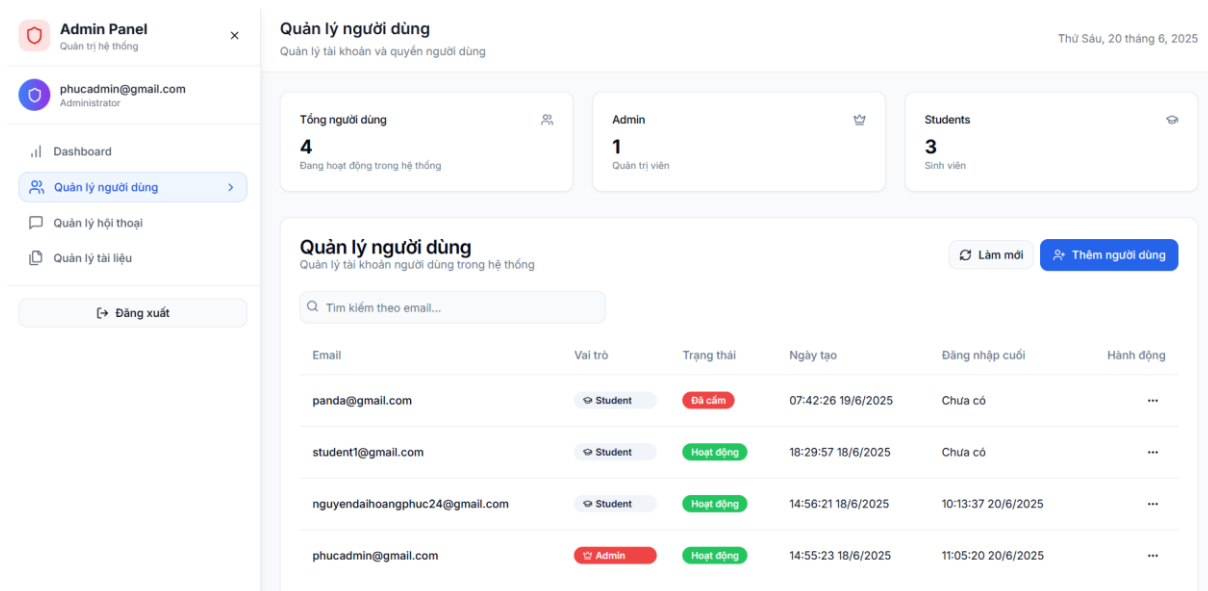 Admin Panel
Quản trị hệ thống
phucadmin@gmail.com
Administrator
Dashboard
Quản lý người dùng
Quản lý hội thoại
Quản lý tài liệu
Đăng xuất
Quản lý người dùng
Quản lý tài khoản và quyền người dùng
Thứ Sáu, 20 tháng 6, 2025
Tổng người dùng
4
Đang hoạt động trong hệ thống
Admin
1
Quản trị viên
Students
3
Sinh viên
Quản lý người dùng
Quản lý tài khoản người dùng trong hệ thống
Làm mới
Thêm người dùng
Tìm kiếm theo email...
Email Vai trò Trạng thái Ngày tạo Đăng nhập cuối Hành động
panda@gmail.com Student Đã cấm 07:42:26 19/6/2025 Chưa có
student1@gmail.com Student Hoạt động 18:29:57 18/6/2025 Chưa có
nguyendaihoangphuc24@gmail.com Student Hoạt động 14:56:21 18/6/2025 10:13:37 20/6/2025
phucadmin@gmail.com Admin Hoạt động 14:55:23 18/6/2025 11:05:20 20/6/2025